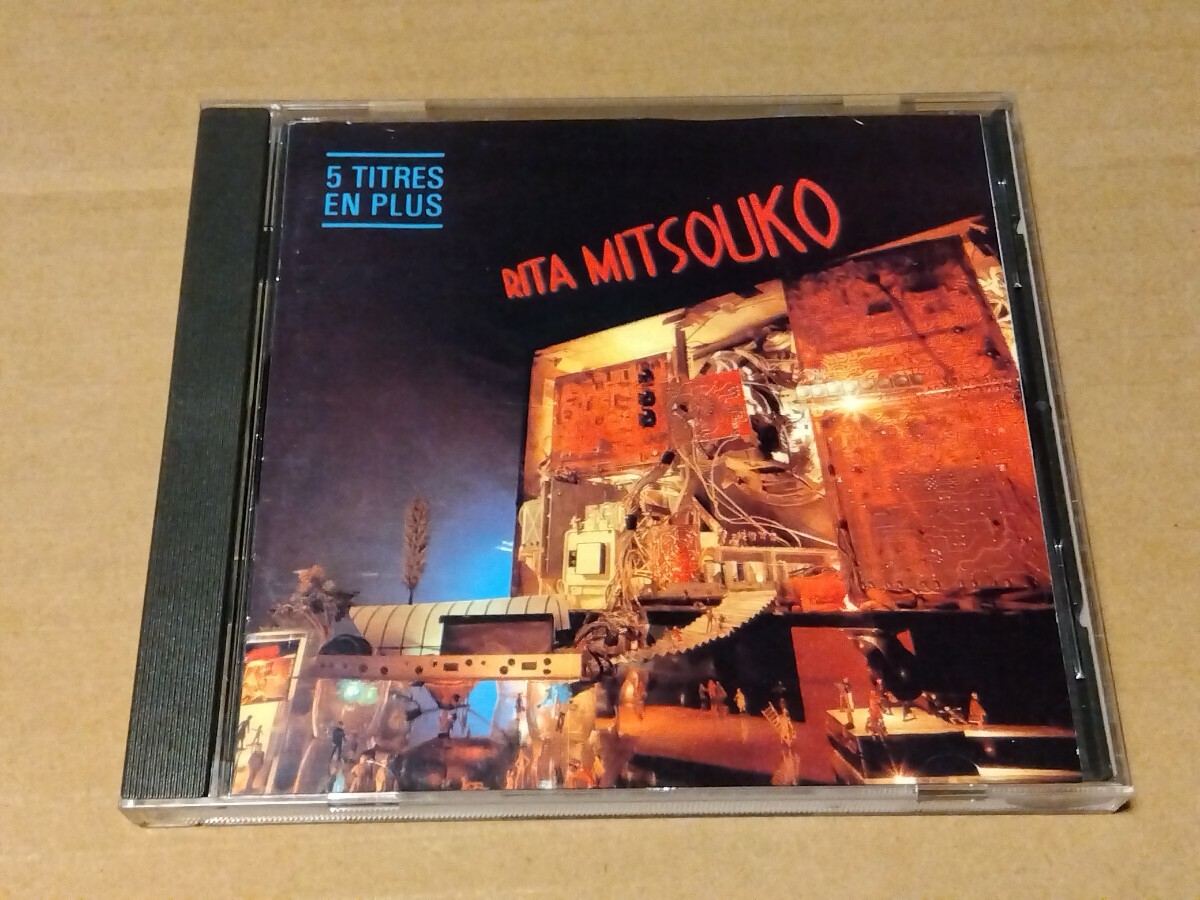 5 TITRES
EN PLUS
RITA MITSOUKO